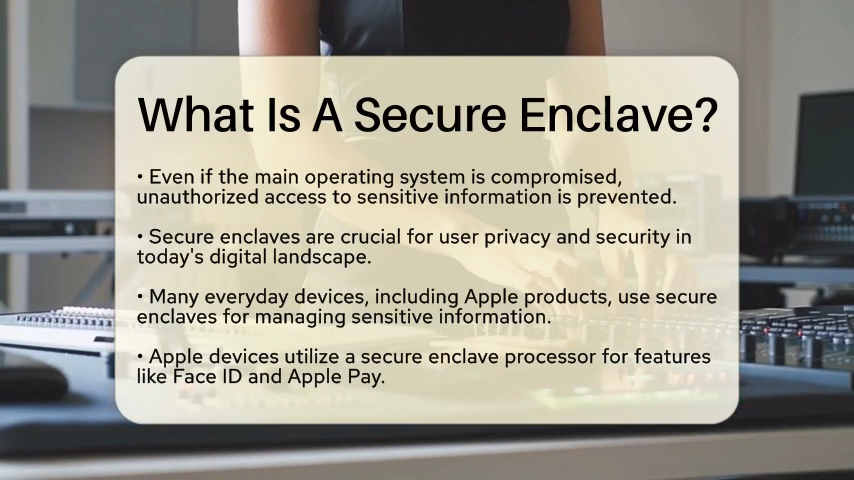 What Is A Secure Enclave?
• Even if the main operating system is compromised,
unauthorized access to sensitive information is prevented.
• Secure enclaves are crucial for user privacy and security in
today's digital landscape.
• Many everyday devices, including Apple products, use secure
enclaves for managing sensitive information.
• Apple devices utilize a secure enclave processor for features
like Face ID and Apple Pay.